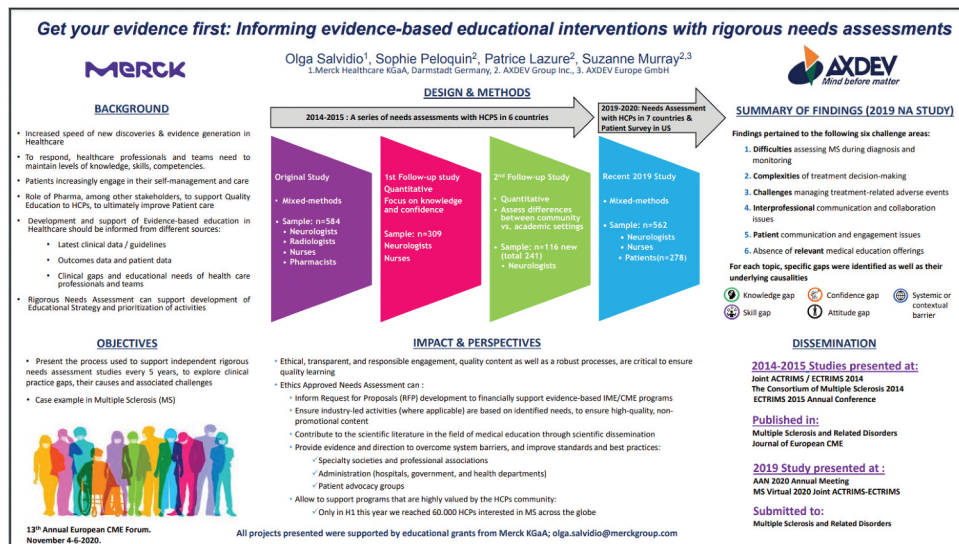 Get your evidence first: Informing evidence-based educational interventions with rigorous needs assessments
MERCK
Olga Salvidio1, Sophie Peloquin2, Patrice Lazure2, Suzanne Murray2,3
1.Merck Healthcare KGaA, Darmstadt Germany, 2. AXDEV Group Inc., 3. AXDEV Europe GmbH
AXDEV
Mind before matter
BACKGROUND
• Increased speed of new discoveries & evidence generation in
Healthcare
• To respond, healthcare professionals and teams need to
maintain levels of knowledge, skills, competencies.
• Patients increasingly engage in their self-management and care
• Role of Pharma, among other stakeholders, to support Quality
Education to HCPs, to ultimately improve Patient care
• Development and support of Evidence-based education in
Healthcare should be informed from different sources:
• Latest clinical data / guidelines
• Outcomes data and patient data
• Clinical gaps and educational needs of health care
professionals and teams
• Rigorous Needs Assessment can support development of
Educational Strategy and prioritization of activities
DESIGN & METHODS
2014-2015 : A series of needs assessments with HCPS in 6 countries
2019-2020: Needs Assessment
with HCPS in 7 countries &
Patient Survey in US
Original Study
• Mixed-methods
• Sample: n=584
• Neurologists
• Radiologists
• Nurses
• Pharmacists
1st Follow-up study
Quantitative
Focus on knowledge
and confidence
Sample: n=309
Neurologists
Nurses
2nd Follow-up Study
• Quantitative
• Assess differences
between community
vs. academic settings
• Sample: n=116 new
(total 241)
• Neurologists
Recent 2019 Study
• Mixed-methods
• Sample: n=562
• Neurologists
• Nurses
• Patients(n=278)
SUMMARY OF FINDINGS (2019 NA STUDY)
Findings pertained to the following six challenge areas:
1. Difficulties assessing MS during diagnosis and
monitoring
2. Complexities of treatment decision-making
3. Challenges managing treatment-related adverse events
4. Interprofessional communication and collaboration
issues
5. Patient communication and engagement issues
6. Absence of relevant medical education offerings
For each topic, specific gaps were identified as well as their
underlying causalities
Knowledge gap
Confidence gap
Systemic or
contextual
barrier
Skill gap
Attitude gap
OBJECTIVES
• Present the process used to support independent rigorous
needs assessment studies every 5 years, to explore clinical
practice gaps, their causes and associated challenges
• Case example in Multiple Sclerosis (MS)
13th Annual European CME Forum.
November 4-6-2020.
IMPACT & PERSPECTIVES
• Ethical, transparent, and responsible engagement, quality content as well as a robust processes, are critical to ensure
quality learning
• Ethics Approved Needs Assessment can :
• Inform Request for Proposals (RFP) development to financially support evidence-based IME/CME programs
• Ensure industry-led activities (where applicable) are based on identified needs, to ensure high-quality, non-
promotional content
• Contribute to the scientific literature in the field of medical education through scientific dissemination
• Provide evidence and direction to overcome system barriers, and improve standards and best practices:
✓Specialty societies and professional associations
✓Administration (hospitals, government, and health departments)
✓Patient advocacy groups
• Allow to support programs that are highly valued by the HCPs community:
✓Only in H1 this year we reached 60.000 HCPs interested in MS across the globe
All projects presented were supported by educational grants from Merck KGaA; olga.salvidio@merckgroup.com
DISSEMINATION
2014-2015 Studies presented at:
Joint ACTRIMS / ECTRIMS 2014
The Consortium of Multiple Sclerosis 2014
ECTRIMS 2015 Annual Conference
Published in:
Multiple Sclerosis and Related Disorders
Journal of European CME
2019 Study presented at :
AAN 2020 Annual Meeting
MS Virtual 2020 Joint ACTRIMS-ECTRIMS
Submitted to:
Multiple Sclerosis and Related Disorders